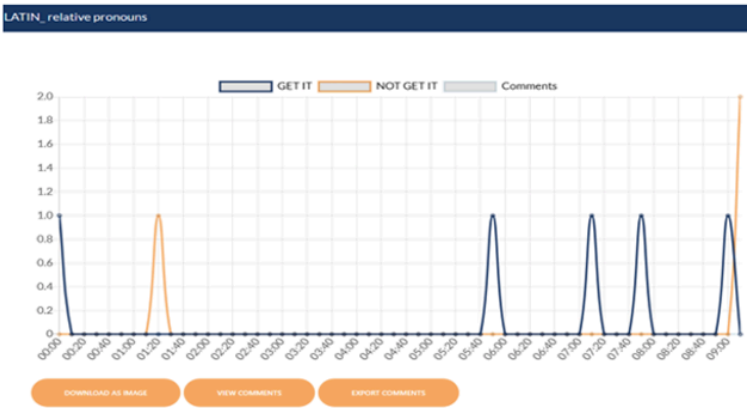 LATIN_ relative pronouns
GET IT NOT GET IT Comments
2.0
1.8
1.6
1.4
1.2
1.0
0.8
0.6
0.4
0.2
0
00:00 00:20 00:40 01:00 01:20 01:40 02:00 02:20 02:40 03:00 03:20 03:40 04:00 04:20 04:40 05:00 05:20 05:40 06:00 06:20 06:40 07:00 07:20 07:40 08:00 08:20 08:40 09:00
DOWNLOAD AS IMAGE VIEW COMMENTS EXPORT COMMENTS